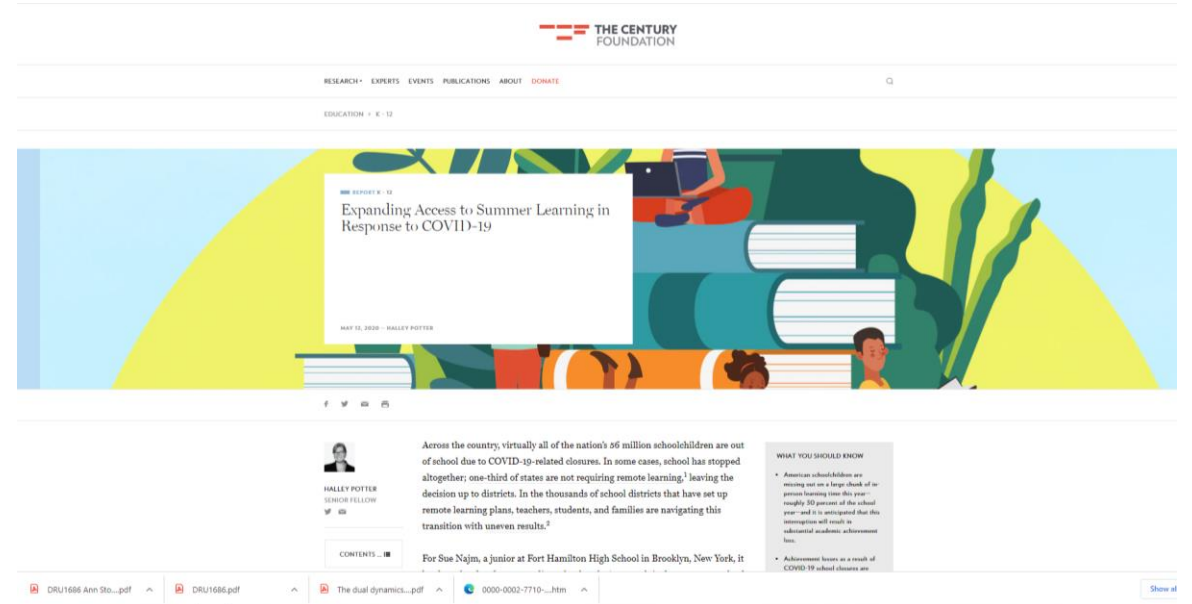 THE CENTURY
FOUNDATION
RESEARCH EXPERTS EVENTS PUBLICATIONS ABOUT DONATE
EDUCATION K - 12
REPORT K - 12
Expanding Access to Summer Learning in
Response to COVID-19
MAY 12, 2020 — HALLEY POTTER
Across the country, virtually all of the nation's 56 million schoolchildren are out
of school due to COVID-19-related closures. In some cases, school has stopped
altogether; one-third of states are not requiring remote learning,1 leaving the
decision up to districts. In the thousands of school districts that have set up
remote learning plans, teachers, students, and families are navigating this
transition with uneven results.2
For Sue Najm, a junior at Fort Hamilton High School in Brooklyn, New York, it
HALLEY POTTER
SENIOR FELLOW
CONTENTS ...
WHAT YOU SHOULD KNOW
• American schoolchildren are
missing out on a large chunk of in-
person learning time this year—
roughly 30 percent of the school
year—and it is anticipated that this
interruption will result in
substantial academic achievement
loss.
• Achievement losses as a result of
COVID-19 school closures are
DRU1686 Ann Sto....pdf
DRU1686.pdf
The dual dynamics....pdf
0000-0002-7710-....htm
Show all